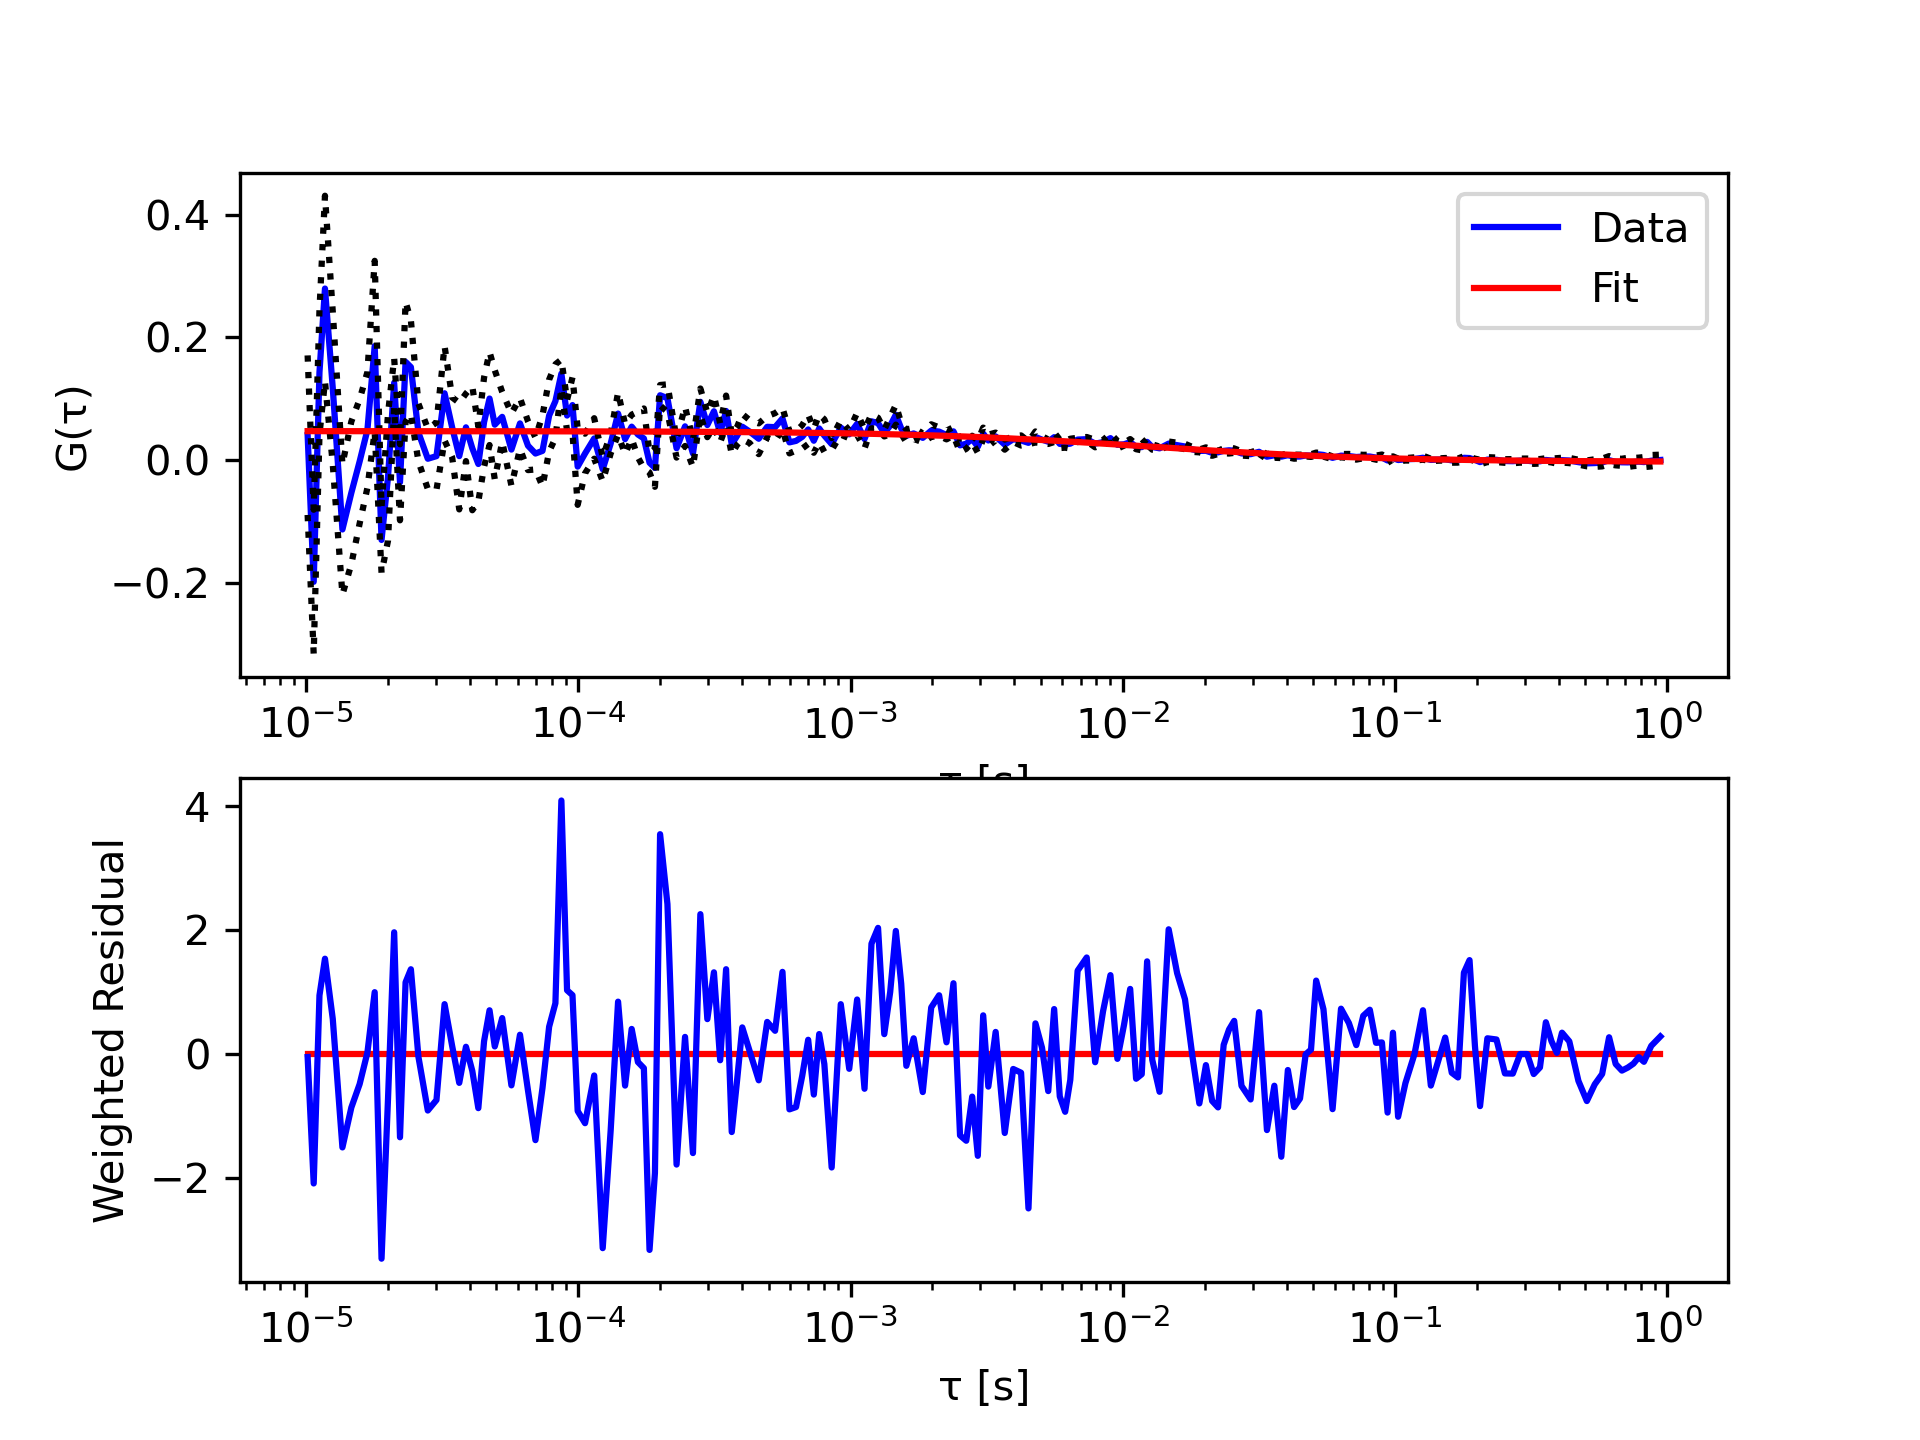 Data
Fit
G(τ)
0.4
0.2
0.0
−0.2
10⁻⁵ 10⁻⁴ 10⁻³ 10⁻² 10⁻¹ 10⁰
τ [s]
Weighted Residual
4
2
0
−2
10⁻⁵ 10⁻⁴ 10⁻³ 10⁻² 10⁻¹ 10⁰
τ [s]